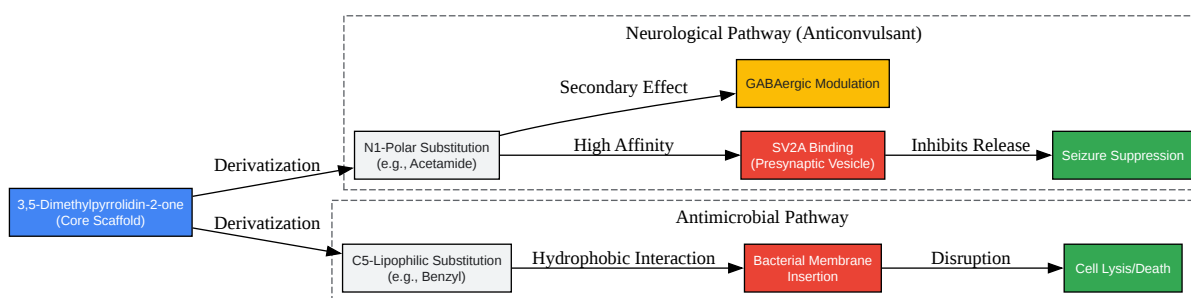 Neurological Pathway (Anticonvulsant)
Secondary Effect
GABAergic Modulation
N1-Polar Substitution
(e.g., Acetamide)
High Affinity
SV2A Binding
(Presynaptic Vesicle)
Inhibits Release
Seizure Suppression
Derivatization
3,5-Dimethylpyrrolidin-2-one
(Core Scaffold)
Derivatization
Antimicrobial Pathway
C5-Lipophilic Substitution
(e.g., Benzyl)
Hydrophobic Interaction
Bacterial Membrane
Insertion
Disruption
Cell Lysis/Death